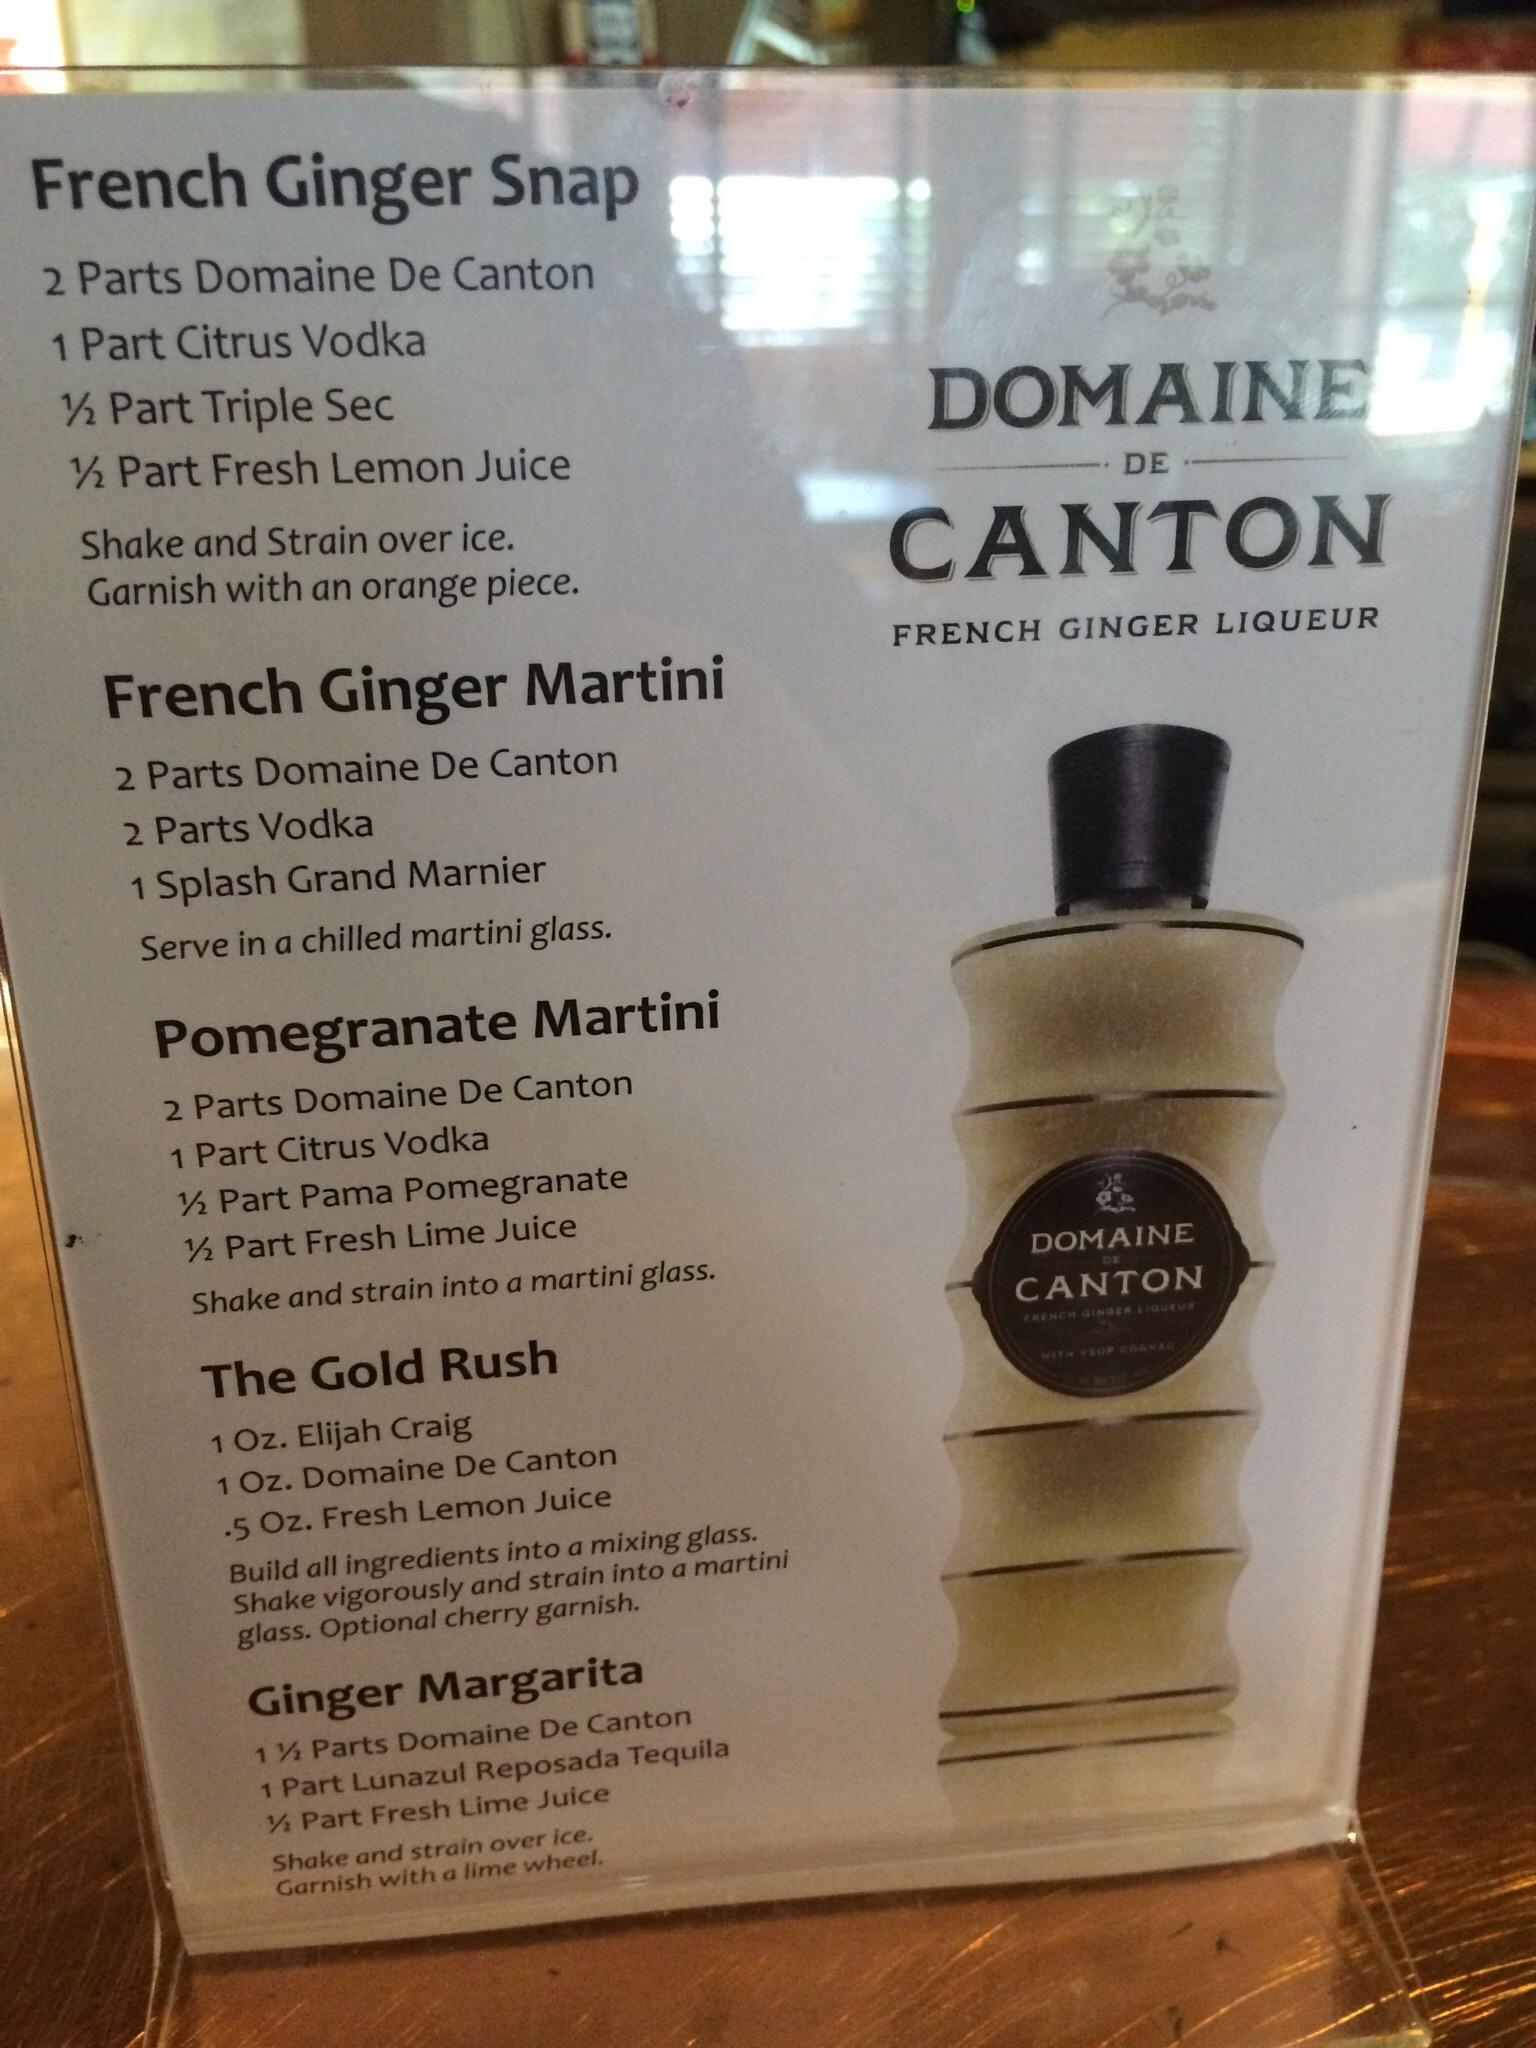 French Ginger Snap
2 Parts Domaine De Canton
1 Part Citrus Vodka
½ Part Triple Sec
½ Part Fresh Lemon Juice
Shake and Strain over ice.
Garnish with an orange piece.
French Ginger Martini
2 Parts Domaine De Canton
2 Parts Vodka
1 Splash Grand Marnier
Serve in a chilled martini glass.
Pomegranate Martini
2 Parts Domaine De Canton
1 Part Citrus Vodka
½ Part Pama Pomegranate
½ Part Fresh Lime Juice
Shake and strain into a martini glass.
The Gold Rush
1 Oz. Elijah Craig
1 Oz. Domaine De Canton
.5 Oz. Fresh Lemon Juice
Build all ingredients into a mixing glass.
Shake vigorously and strain into a martini
glass. Optional cherry garnish.
Ginger Margarita
1 ½ Parts Domaine De Canton
1 Part Lunazul Reposada Tequila
½ Part Fresh Lime Juice
Shake and strain over ice.
Garnish with a lime wheel.
DOMAINE
DE
CANTON
FRENCH GINGER LIQUEUR
DOMAINE
DE
CANTON
FRENCH GINGER LIQUEUR
WITH VSOP COGNAC